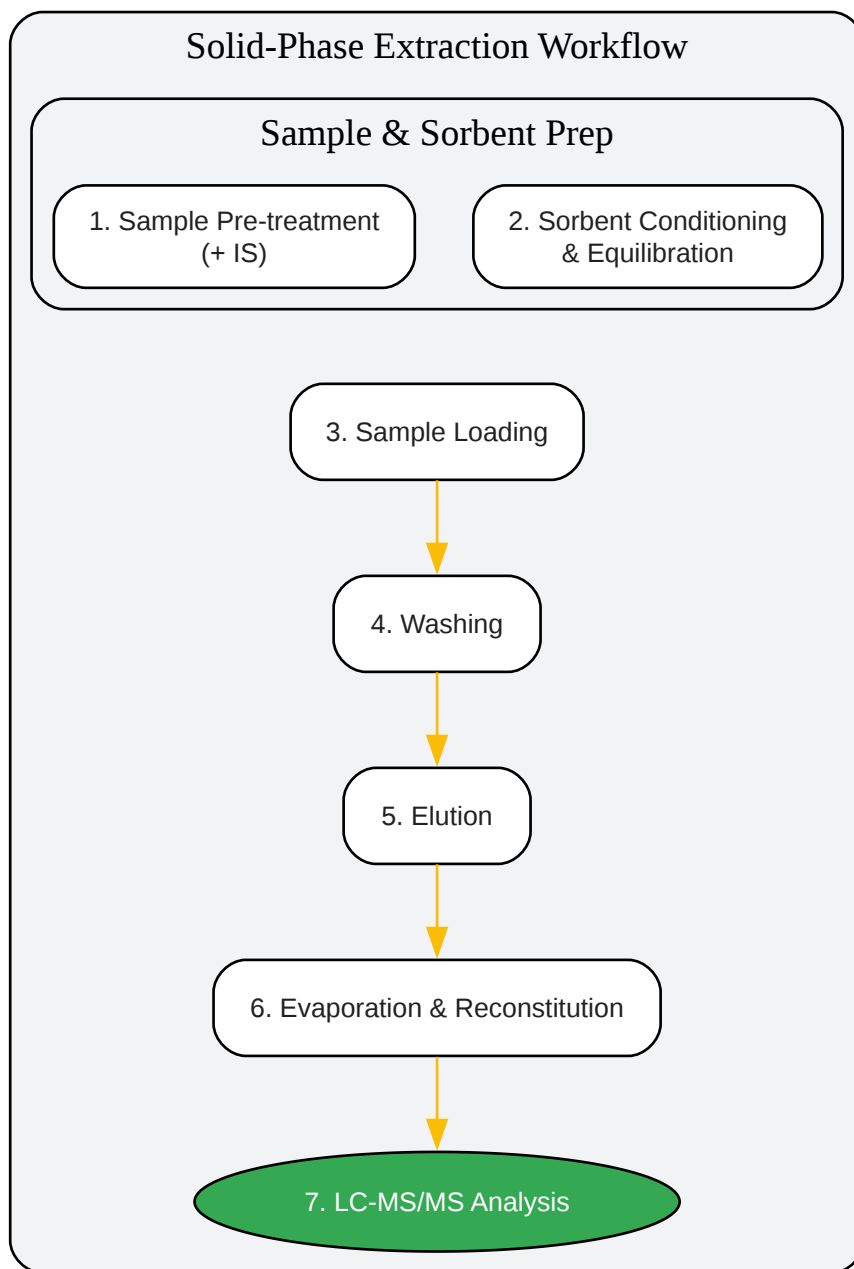 Solid-Phase Extraction Workflow
Sample & Sorbent Prep
1. Sample Pre-treatment
(+ IS)
2. Sorbent Conditioning
& Equilibration
3. Sample Loading
4. Washing
5. Elution
6. Evaporation & Reconstitution
7. LC-MS/MS Analysis